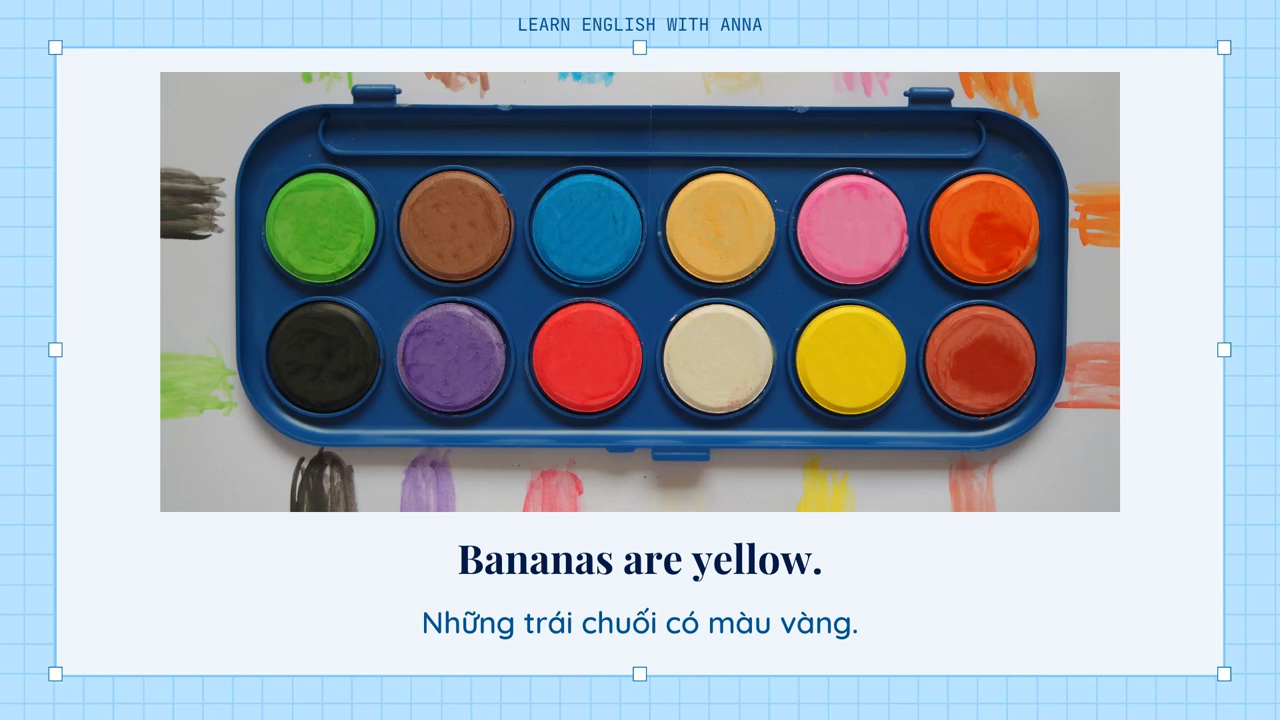 LEARN ENGLISH WITH ANNA
Bananas are yellow.
Những trái chuối có màu vàng.